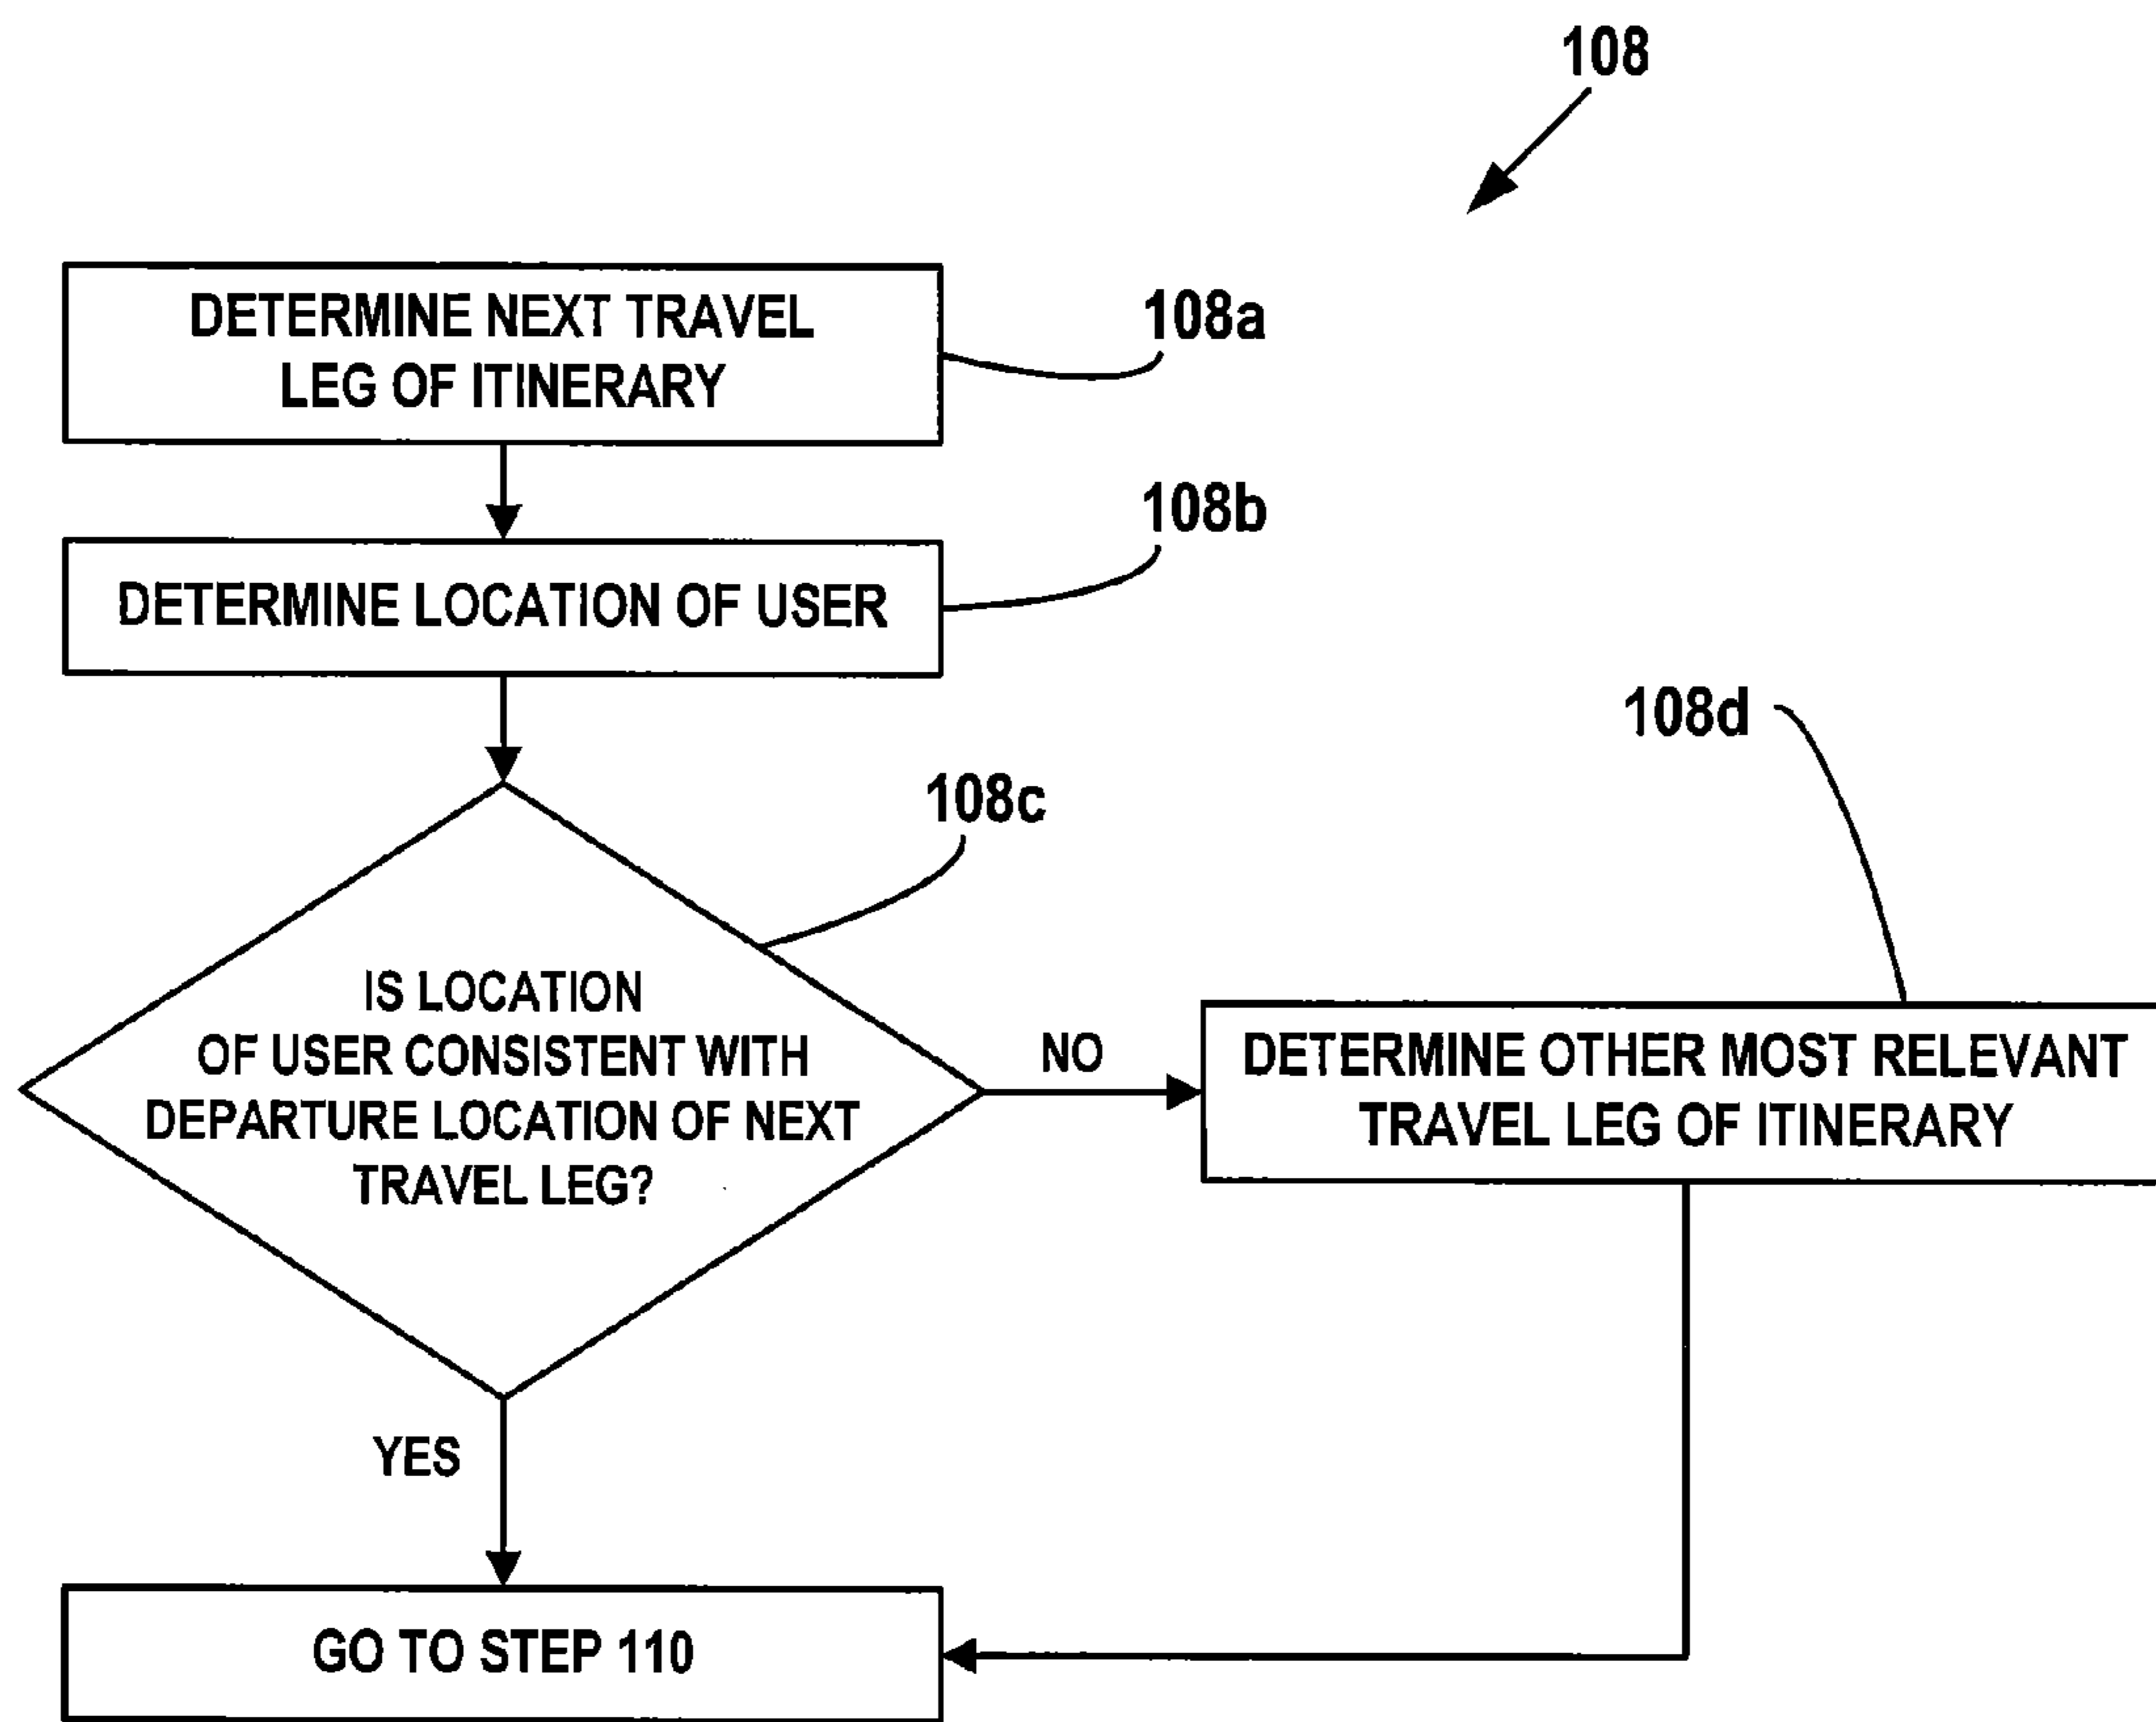 108
DETERMINE NEXT TRAVEL
LEG OF ITINERARY
108a
DETERMINE LOCATION OF USER
108b
108c
IS LOCATION
OF USER CONSISTENT WITH
DEPARTURE LOCATION OF NEXT
TRAVEL LEG?
NO
108d
DETERMINE OTHER MOST RELEVANT
TRAVEL LEG OF ITINERARY
YES
GO TO STEP 110